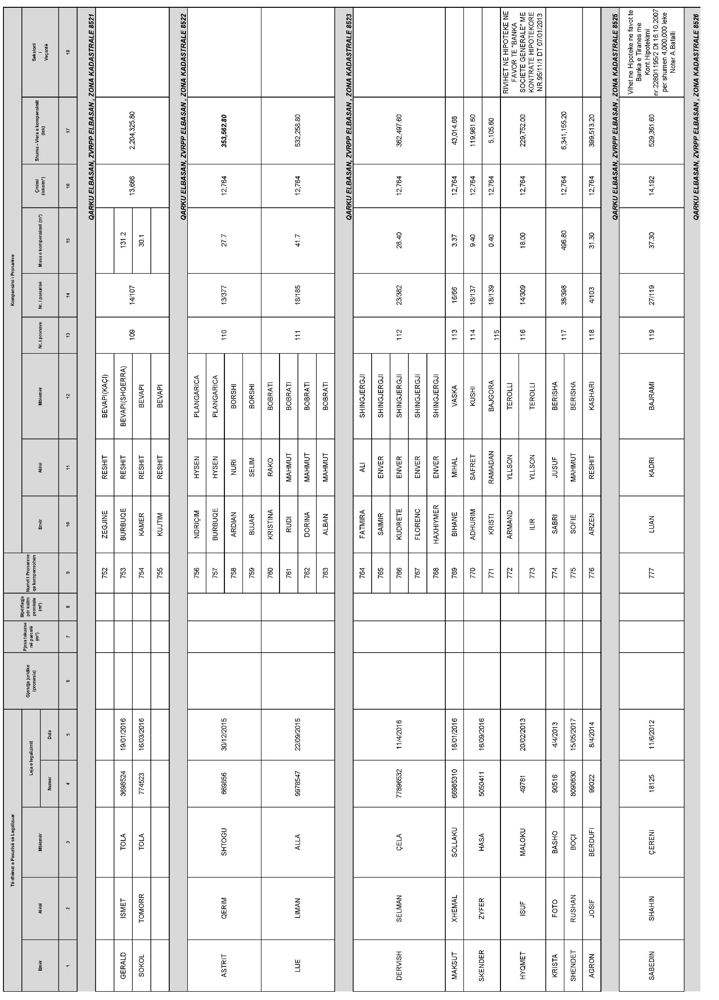 Të dhënat e Pasurisë së Legalizuar
Kompensimi i Pronarëve
Leja e legalizimit
Gjendja juridike
(pronësia)
Pjesa takuese
në parcelë
(m²)
Sipërfaqja
për kalim
pronësie
(m²)
Numri i Pronarëve
që kompensohen
Emër
Atësi
Mbiemër
Numer
Date
Emër
Atësi
Mbiemër
Nr. i pronave
Nr. i pasurisë
Masa e kompensimit (m²)
Çmimi
(leke/m²)
Shuma - Vlera e kompensimit
(lek)
Seksioni
i
Veçantë
1 2 3 4 5 6 7 8 9 10 11 12 13 14 15 16 17 18
QARKU ELBASAN, ZVRPP ELBASAN , ZONA KADASTRALE 8521
752 ZEGJINE RESHIT BEVAPI(KAÇI)
GERALD ISMET TOLA 3698524 19/01/2016 753 BURBUQE RESHIT BEVAPI(SHQERRA) 131.2
109 14/107 13,666 2,204,325.80
SOKOL TOMORR TOLA 774523 16/03/2016 754 KAMER RESHIT BEVAPI 30.1
755 KUJTIM RESHIT BEVAPI
QARKU ELBASAN, ZVRPP ELBASAN , ZONA KADASTRALE 8522
756 NDRIÇIM HYSEN PLANGARICA
757 BURBUQE HYSEN PLANGARICA
ASTRIT QERIM SHTOGU 669856 30/12/2015 110 13/377 27.7 12,764 353,562.80
758 ARDIAN NURI BORSHI
759 BUJAR SELIM BORSHI
760 KRISTINA RAKO BOBRATI
761 RUDI MAHMUT BOBRATI
LIJE LIMAN ALLA 9978547 22/09/2015 111 18/185 41.7 12,764 532,258.80
762 DORINA MAHMUT BOBRATI
763 ALBAN MAHMUT BOBRATI
QARKU ELBASAN, ZVRPP ELBASAN , ZONA KADASTRALE 8523
764 FATMIRA ALI SHINGJERGJI
765 SAIMIR ENVER SHINGJERGJI
DERVISH SELMAN ÇELA 77896532 11/4/2016 766 KUDRETE ENVER SHINGJERGJI 112 23/382 28.40 12,764 362,497.60
767 FLORENC ENVER SHINGJERGJI
768 HAXHIYMER ENVER SHINGJERGJI
MAKSUT XHEMAL SOLLAKU 66985310 18/01/2016 769 BIHANE MIHAL VASKA 113 16/66 3.37 12,764 43,014.68
770 ADHURIM SAFRET KUSHI 114 18/137 9.40 12,764 119.981.60
SKENDER ZYFER HASA 5050411 16/09/2016
771 KRISTI RAMADAN BAJGORA 115 18/139 0.40 12,764 5,105.60
772 ARMAND YLLSON TEROLLI
HYQMET ISUF MALOKU 49781 20/02/2013 116 14/309 18.00 12,764 229,752.00
773 ILIR YLLSON TEROLLI
RIVIHET NE HIPOTEKE NE
FAVOR TE "BANKA
SOCIETE GENERALE" ME
KONTRATE HIPOTEKORE
NR.95/11/1 DT 07/01/2013
KRISTA FOTO BASHO 90516 4/4/2013 774 SABRI JUSUF BERISHA
117 38/398 496.80 12,764 6,341,155.20
SHENDET RUSHAN BOÇI 8090630 15/05/2017 775 SOFIE MAHMUT BERISHA
AGRON JOSIF BERDUFI 99022 8/4/2014 776 ARZEN RESHIT KASHARI 118 4/103 31.30 12,764 399,513.20
QARKU ELBASAN, ZVRPP ELBASAN , ZONA KADASTRALE 8525
SABEDIN SHAHIN ÇERENI 18125 11/6/2012 777 LUAN KADRI BAJRAMI 119 27/119 37.30 14,192 529,361.60
Vihet ne Hipoteke ne favot te
Banka e Tiranes me
Kont.Hipotekimi
nr.2280/1195/2 Dt 16.10.2007
per shumen 4,000,000 leke
Noter A.Batalli
QARKU ELBASAN, ZVRPP ELBASAN , ZONA KADASTRALE 8526